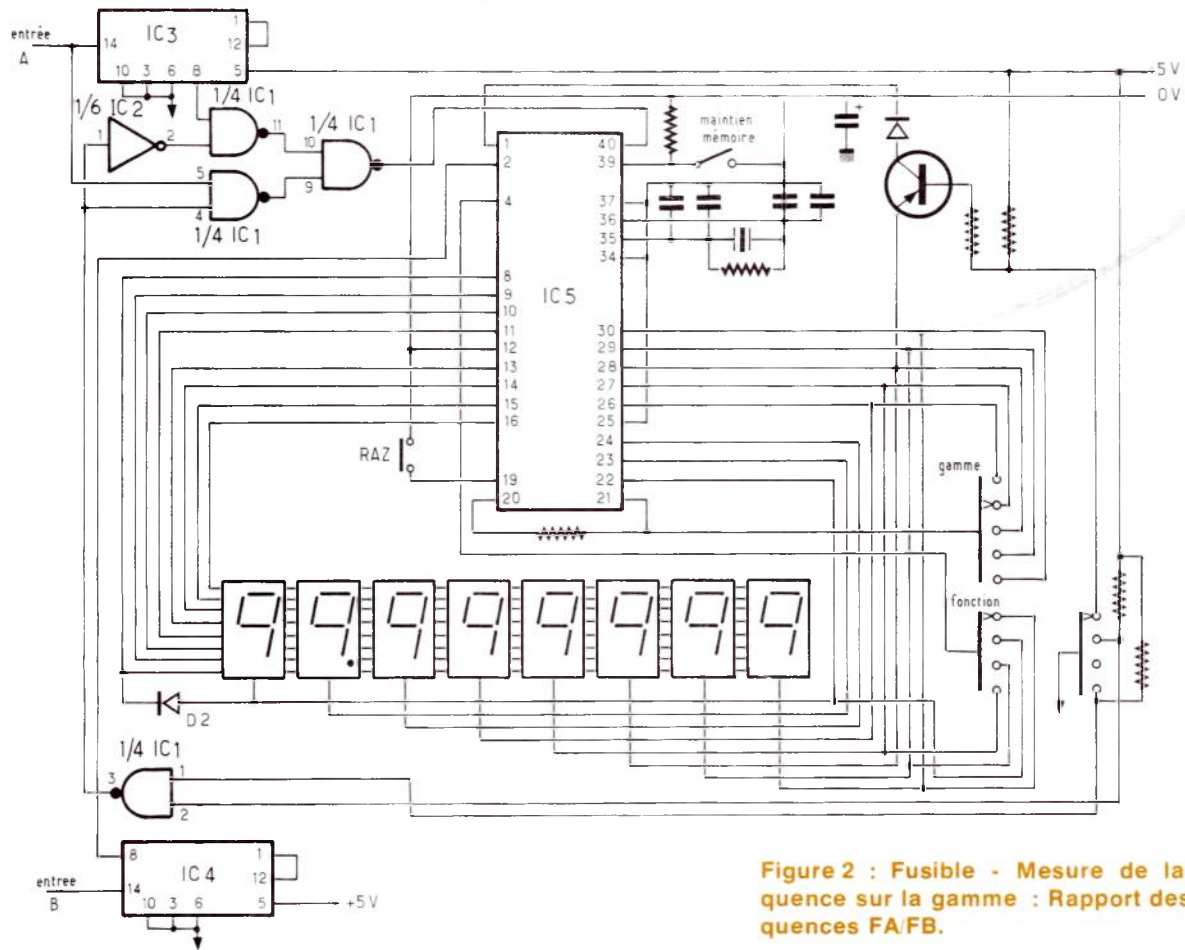 entrée
A
IC3
14
1
12
10 3 6 8 5
+5V
0V
1/6 IC2
1/4 IC1
1/4 IC1
1 2
11
10
9
5
4
1/4 IC1
maintien
mémoire
IC5
1
2
4
8
9
10
11
12
13
14
15
16
19
20
40
39
37
36
35
34
30
29
28
27
26
25
24
23
22
21
RAZ
gamme
fonction
D2
1/4 IC1
3
1
2
8
IC4
1
12
entree
B
14
10 3 6 5
+5V
Figure 2 : Fusible - Mesure de la
quence sur la gamme : Rapport des
quences FA/FB.